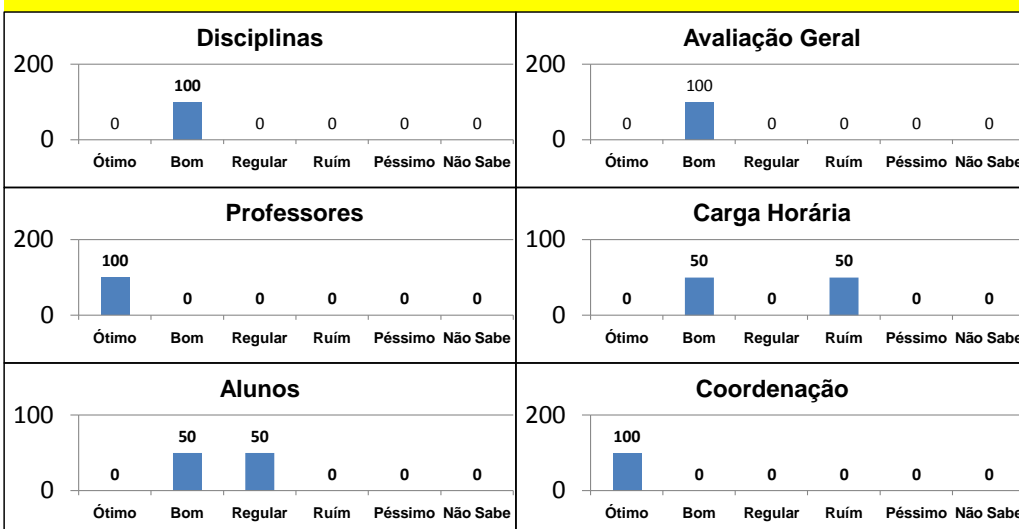 Disciplinas
200
100
0 0 0 0 0
0
Ótimo Bom Regular Ruím Péssimo Não Sabe
Avaliação Geral
200
100
0 0 0 0 0
0
Ótimo Bom Regular Ruím Péssimo Não Sabe
Professores
200
100
0 0 0 0 0
0
Ótimo Bom Regular Ruím Péssimo Não Sabe
Carga Horária
100
50 50
0 0 0 0
0
Ótimo Bom Regular Ruím Péssimo Não Sabe
Alunos
100
50 50
0 0 0 0
0
Ótimo Bom Regular Ruím Péssimo Não Sabe
Coordenação
200
100
0 0 0 0 0
0
Ótimo Bom Regular Ruím Péssimo Não Sabe